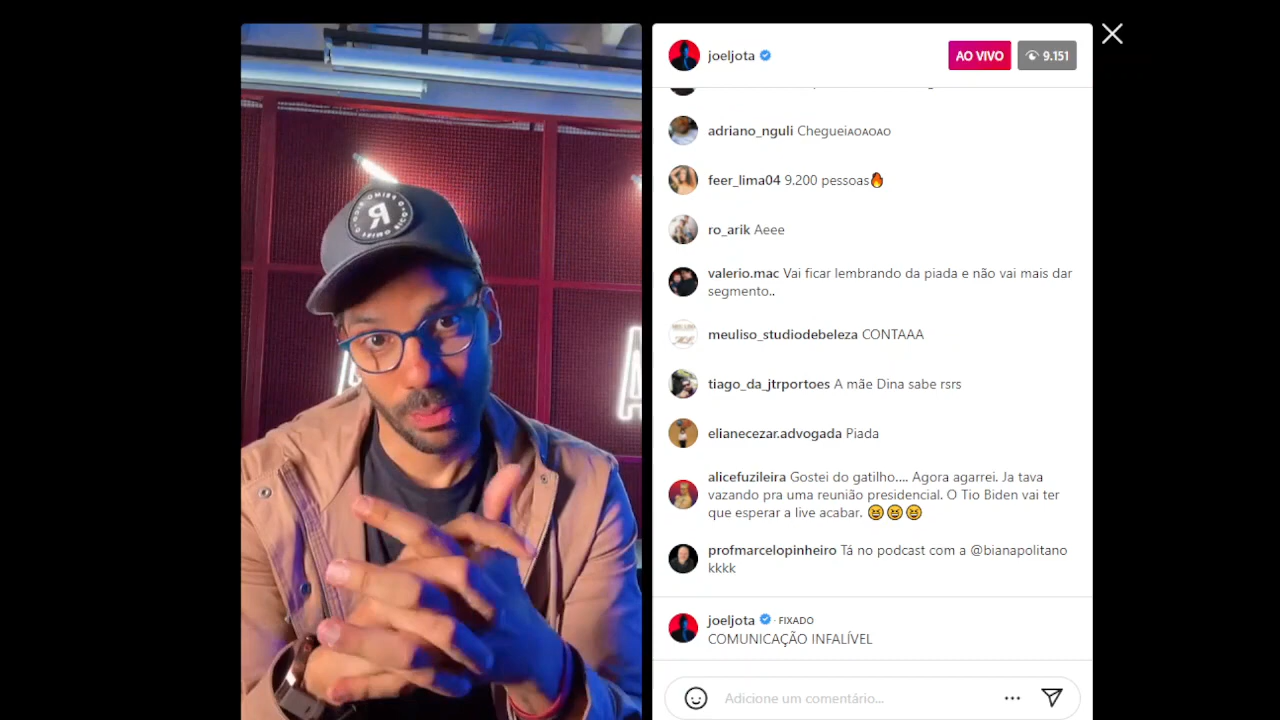 joeljota
AO VIVO
9.151
adriano_nguli Chegueiᴀᴏᴀᴏᴀᴏ
feer_lima04 9.200 pessoas🔥
ro_arik Aeee
valerio.mac Vai ficar lembrando da piada e não vai mais dar
segmento..
meuliso_studiodebeleza CONTAAA
tiago_da_jtrportoes A mãe Dina sabe rsrs
elianecezar.advogada Piada
alicefuzileira Gostei do gatilho.... Agora agarrei. Ja tava
vazando pra uma reunião presidencial. O Tio Biden vai ter
que esperar a live acabar. 😆😆😆
profmarcelopinheiro Tá no podcast com a @bianapolitano
kkkk
joeljota · FIXADO
COMUNICAÇÃO INFALÍVEL
Adicione um comentário...